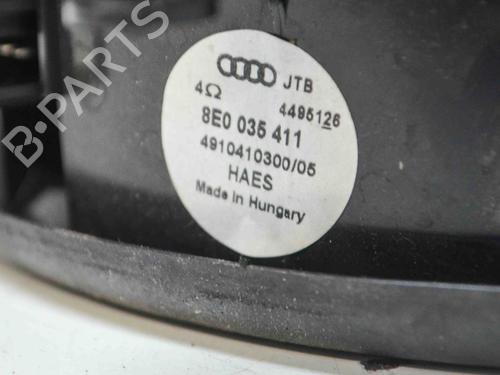 B-PARTS
JTB
4Ω 4495126
8E0 035 411
4910410300/05
HAES
Made in Hungary